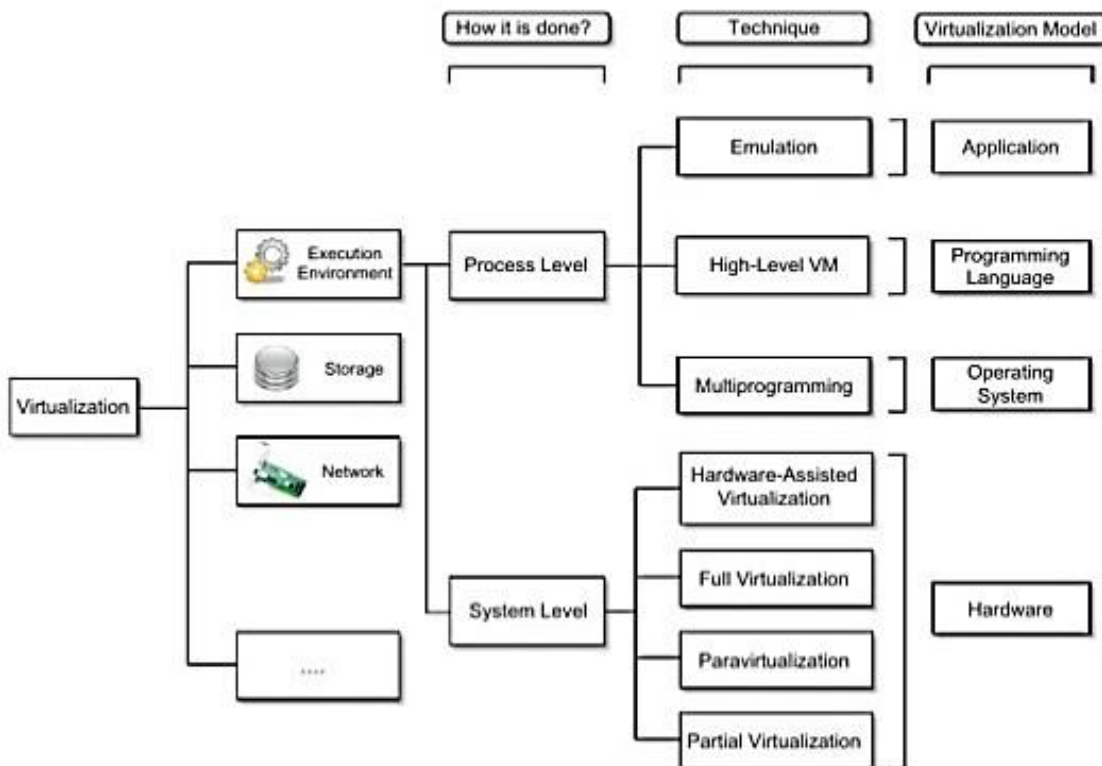 How it is done?
Technique
Virtualization Model
Emulation
Application
Execution
Environment
Process Level
High-Level VM
Programming
Language
Storage
Virtualization
Multiprogramming
Operating
System
Network
Hardware-Assisted
Virtualization
Full Virtualization
System Level
Hardware
Paravirtualization
....
Partial Virtualization